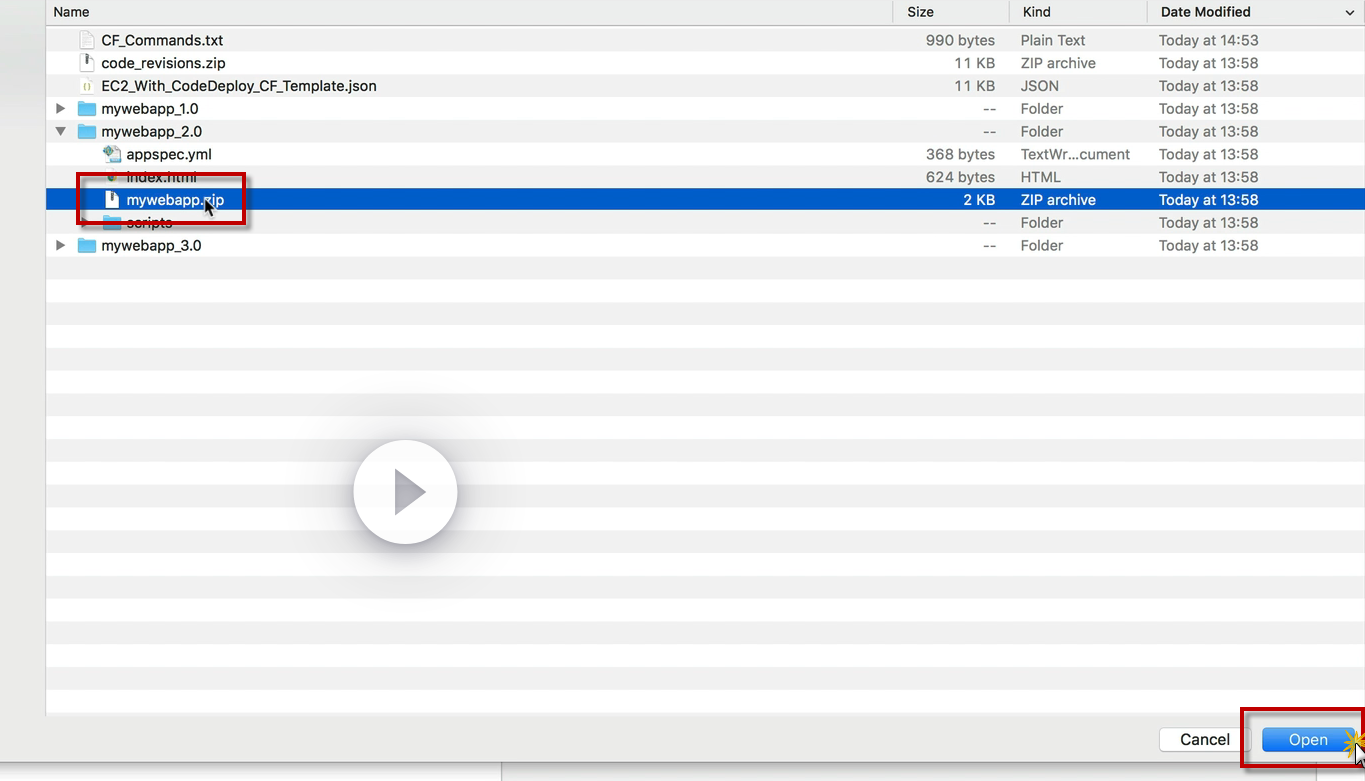 Name Size Kind Date Modified
CF_Commands.txt 990 bytes Plain Text Today at 14:53
code_revisions.zip 11 KB ZIP archive Today at 13:58
EC2_With_CodeDeploy_CF_Template.json 11 KB JSON Today at 13:58
mywebapp_1.0 -- Folder Today at 13:58
mywebapp_2.0 -- Folder Today at 13:58
appspec.yml 368 bytes TextWr...cument Today at 13:58
index.html 624 bytes HTML Today at 13:58
mywebapp.zip 2 KB ZIP archive Today at 13:58
scripts -- Folder Today at 13:58
mywebapp_3.0 -- Folder Today at 13:58
Cancel Open